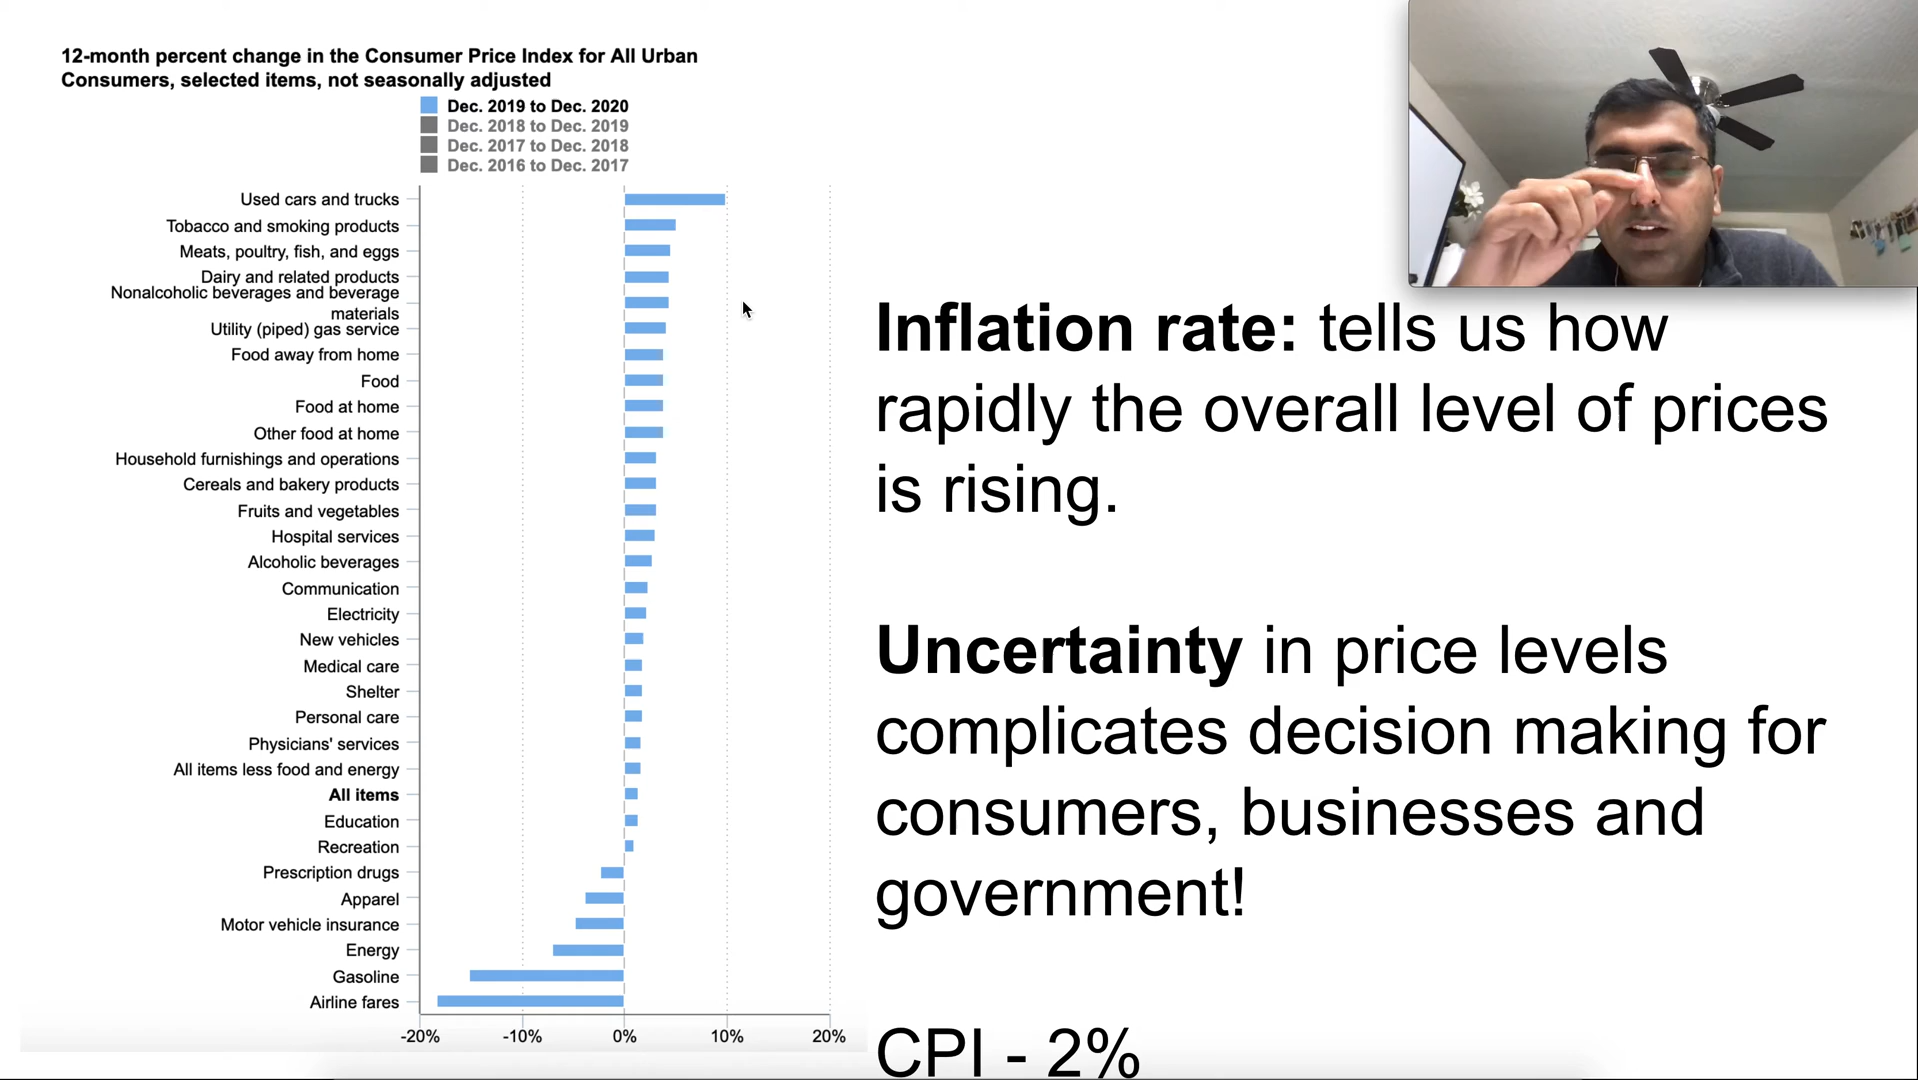 12-month percent change in the Consumer Price Index for All Urban
Consumers, selected items, not seasonally adjusted
Dec. 2019 to Dec. 2020
Dec. 2018 to Dec. 2019
Dec. 2017 to Dec. 2018
Dec. 2016 to Dec. 2017
Used cars and trucks
Tobacco and smoking products
Meats, poultry, fish, and eggs
Dairy and related products
Nonalcoholic beverages and beverage
materials
Utility (piped) gas service
Food away from home
Food
Food at home
Other food at home
Household furnishings and operations
Cereals and bakery products
Fruits and vegetables
Hospital services
Alcoholic beverages
Communication
Electricity
New vehicles
Medical care
Shelter
Personal care
Physicians' services
All items less food and energy
All items
Education
Recreation
Prescription drugs
Apparel
Motor vehicle insurance
Energy
Gasoline
Airline fares
-20% -10% 0% 10% 20%
Inflation rate: tells us how
rapidly the overall level of prices
is rising.
Uncertainty in price levels
complicates decision making for
consumers, businesses and
government!
CPI - 2%